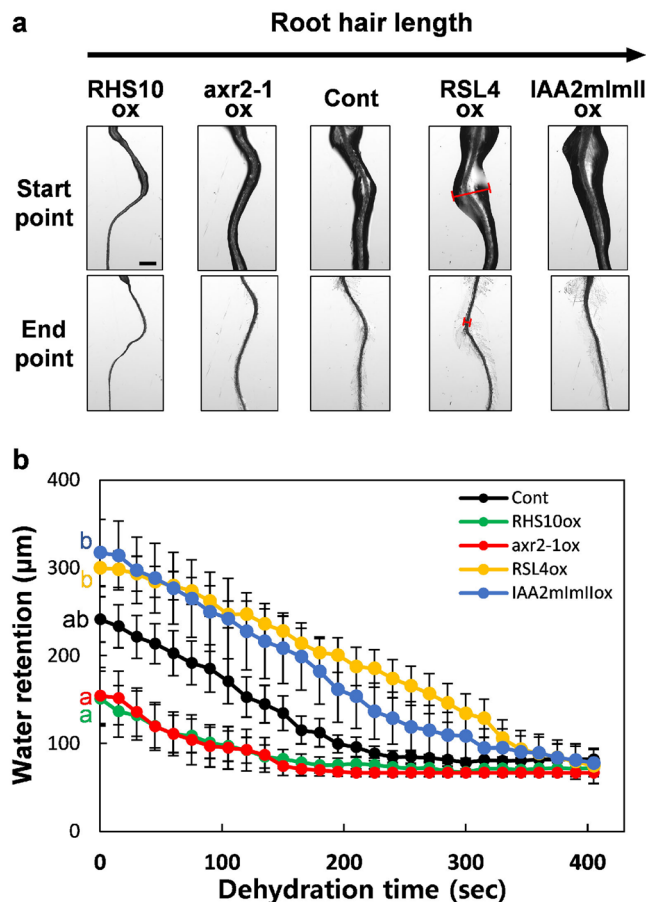 a
Root hair length
RHS10
ox
axr2-1
ox
Cont
RSL4
ox
IAA2mImII
ox
Start
point
End
point
b
Water retention (µm)
400
300
200
100
0
b
b
ab
a
a
Cont
RHS10ox
axr2-1ox
RSL4ox
IAA2mImIIox
0
100
200
300
400
Dehydration time (sec)